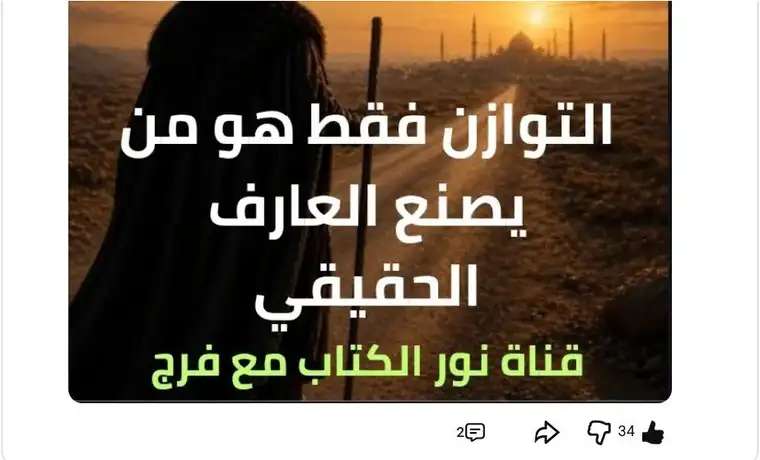 التوازن فقط هو من
يصنع العارف
الحقيقي
قناة نور الكتاب مع فرج
34
2